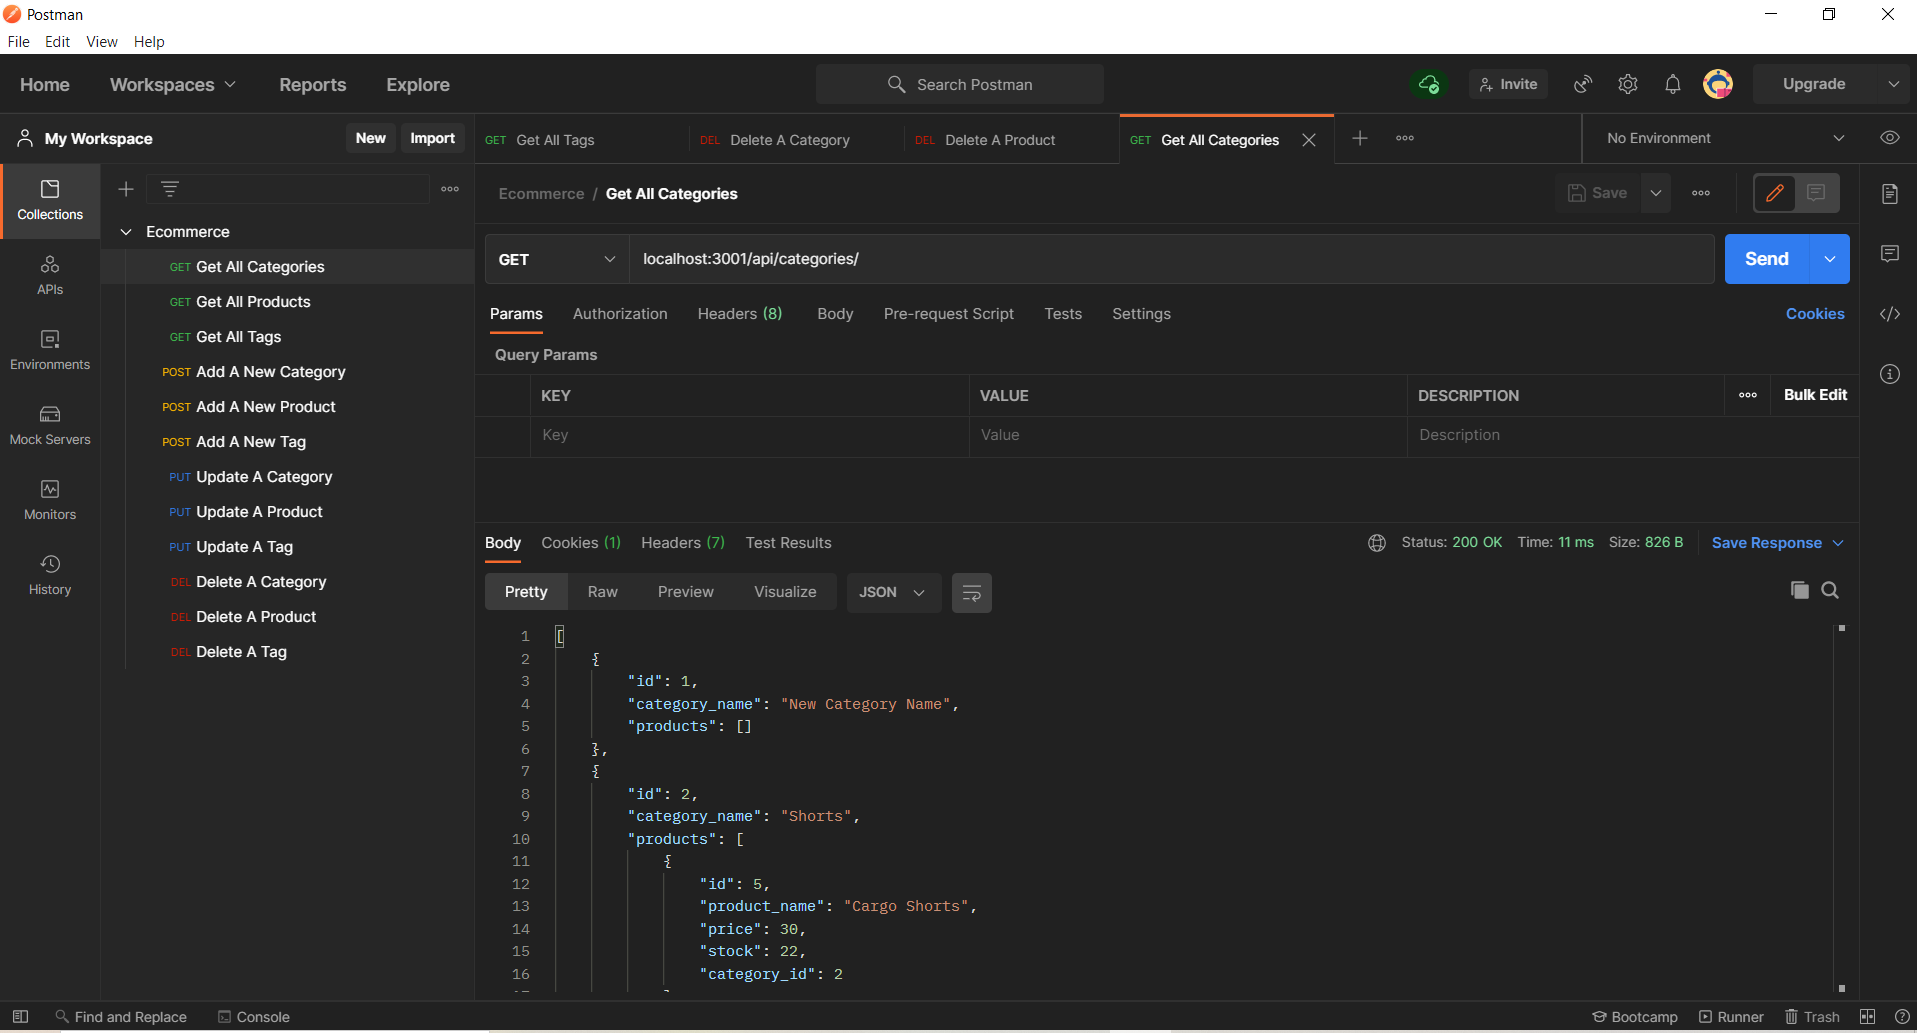 Postman
File Edit View Help
Home Workspaces Reports Explore Search Postman Invite Upgrade
My Workspace New Import GET Get All Tags DEL Delete A Category DEL Delete A Product GET Get All Categories No Environment
Collections
APIs
Environments
Mock Servers
Monitors
History
Ecommerce
GET Get All Categories
GET Get All Products
GET Get All Tags
POST Add A New Category
POST Add A New Product
POST Add A New Tag
PUT Update A Category
PUT Update A Product
PUT Update A Tag
DEL Delete A Category
DEL Delete A Product
DEL Delete A Tag
Ecommerce / Get All Categories Save
GET localhost:3001/api/categories/ Send
Params Authorization Headers (8) Body Pre-request Script Tests Settings Cookies
Query Params
KEY VALUE DESCRIPTION Bulk Edit
Key Value Description
Body Cookies (1) Headers (7) Test Results Status: 200 OK Time: 11 ms Size: 826 B Save Response
Pretty Raw Preview Visualize JSON
1 [
2 {
3 "id": 1,
4 "category_name": "New Category Name",
5 "products": []
6 },
7 {
8 "id": 2,
9 "category_name": "Shorts",
10 "products": [
11 {
12 "id": 5,
13 "product_name": "Cargo Shorts",
14 "price": 30,
15 "stock": 22,
16 "category_id": 2
Find and Replace Console Bootcamp Runner Trash